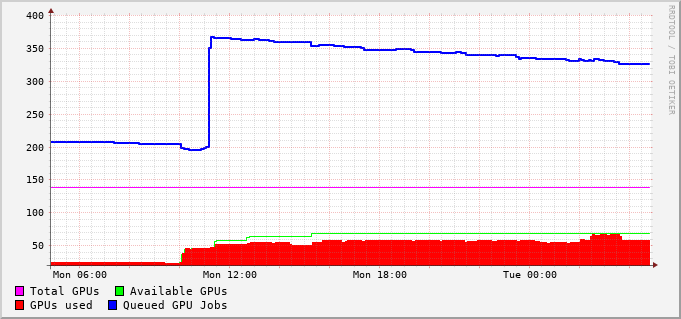 400
350
300
250
200
150
100
50
Mon 06:00 Mon 12:00 Mon 18:00 Tue 00:00
Total GPUs Available GPUs
GPUs used Queued GPU Jobs
RRDTOOL / TOBI OETIKER